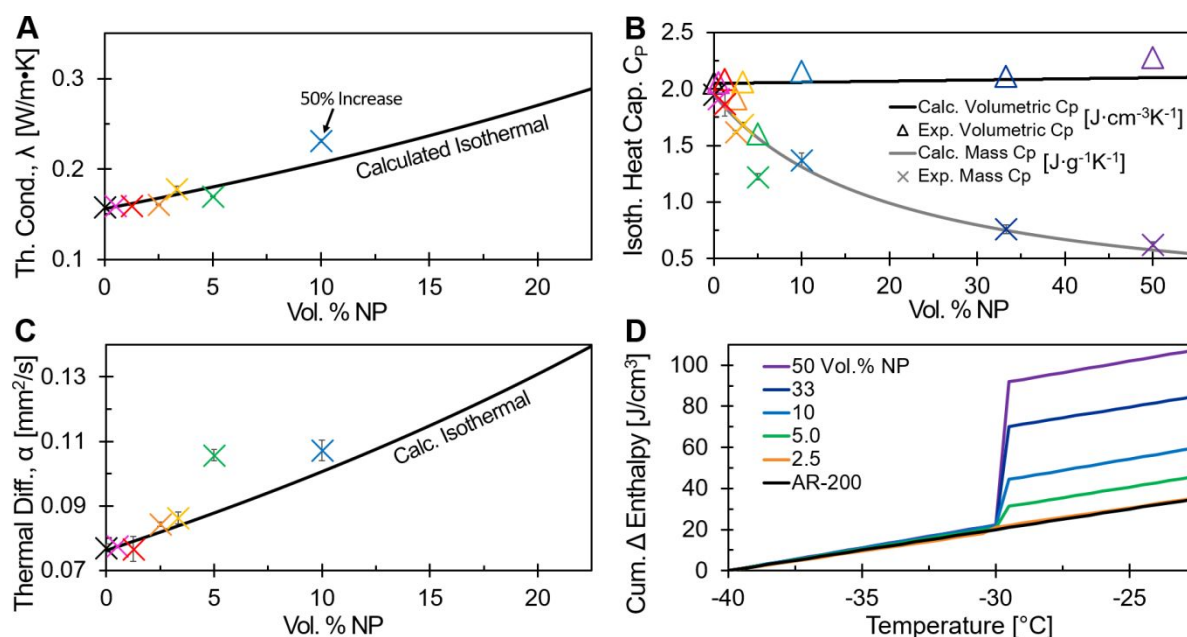 A
Th. Cond., λ [W/m•K]
0.3
0.2
0.1
50% Increase
Calculated Isothermal
0
5
10
15
20
Vol. % NP
B
Isoth. Heat Cap. Cₚ
2.5
2.0
1.5
1.0
0.5
Calc. Volumetric Cp
Exp. Volumetric Cp
[J·cm⁻³K⁻¹]
Calc. Mass Cp
Exp. Mass Cp
[J·g⁻¹K⁻¹]
0
10
20
30
40
50
Vol. % NP
C
Thermal Diff., α [mm²/s]
0.13
0.11
0.09
0.07
Calc. Isothermal
0
5
10
15
20
Vol. % NP
D
Cum. Δ Enthalpy [J/cm³]
100
80
60
40
20
0
50 Vol.% NP
33
10
5.0
2.5
AR-200
-40
-35
-30
-25
Temperature [°C]